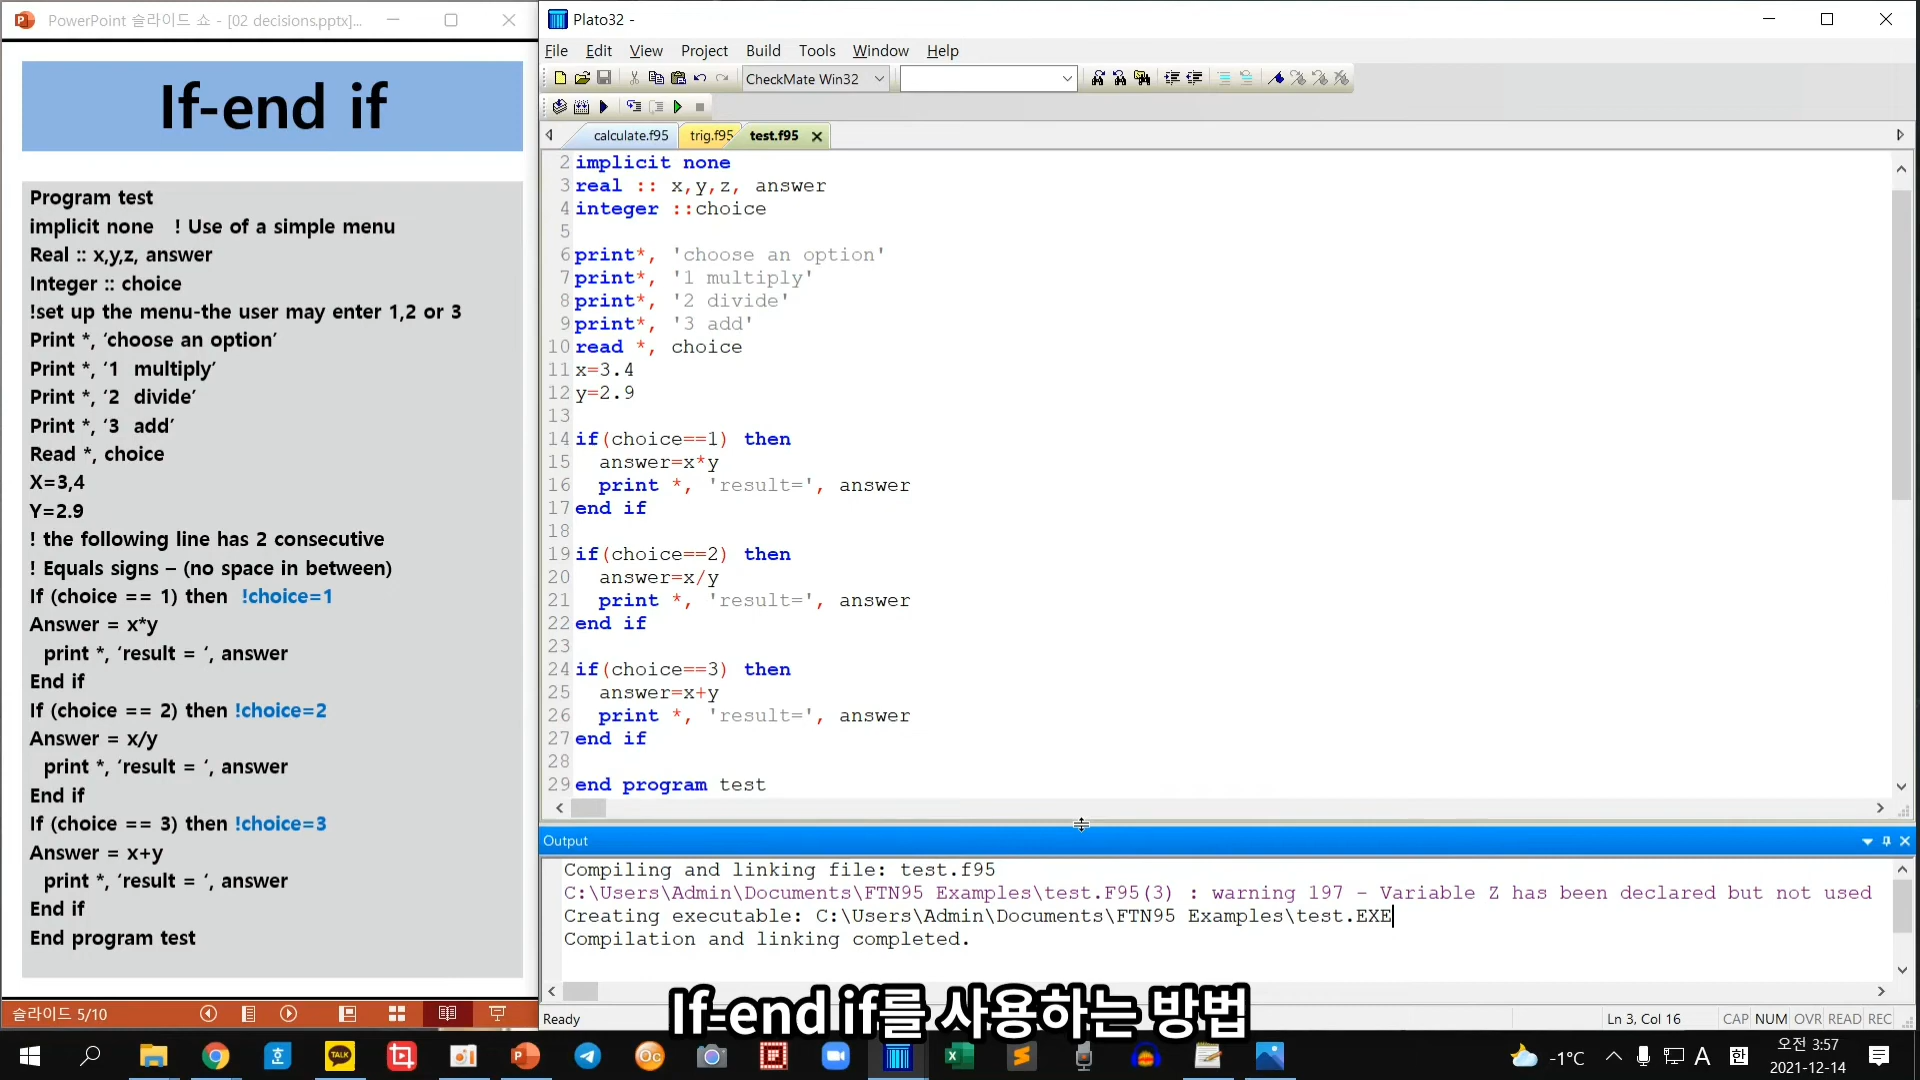 PowerPoint 슬라이드 쇼 - [02 decisions.pptx]...
If-end if
Program test
implicit none ! Use of a simple menu
Real :: x,y,z, answer
Integer :: choice
!set up the menu-the user may enter 1,2 or 3
Print *, ‘choose an option’
Print *, ‘1 multiply’
Print *, ‘2 divide’
Print *, ‘3 add’
Read *, choice
X=3,4
Y=2.9
! the following line has 2 consecutive
! Equals signs – (no space in between)
If (choice == 1) then !choice=1
Answer = x*y
print *, ‘result = ‘, answer
End if
If (choice == 2) then !choice=2
Answer = x/y
print *, ‘result = ‘, answer
End if
If (choice == 3) then !choice=3
Answer = x+y
print *, ‘result = ‘, answer
End if
End program test
슬라이드 5/10
Plato32 -
File Edit View Project Build Tools Window Help
CheckMate Win32
calculate.f95 trig.f95 test.f95
2 implicit none
3 real :: x,y,z, answer
4 integer ::choice
5
6 print*, 'choose an option'
7 print*, '1 multiply'
8 print*, '2 divide'
9 print*, '3 add'
10 read *, choice
11 x=3.4
12 y=2.9
13
14 if(choice==1) then
15 answer=x*y
16 print *, 'result=', answer
17 end if
18
19 if(choice==2) then
20 answer=x/y
21 print *, 'result=', answer
22 end if
23
24 if(choice==3) then
25 answer=x+y
26 print *, 'result=', answer
27 end if
28
29 end program test
Output
Compiling and linking file: test.f95
C:\Users\Admin\Documents\FTN95 Examples\test.F95(3) : warning 197 - Variable Z has been declared but not used
Creating executable: C:\Users\Admin\Documents\FTN95 Examples\test.EXE
Compilation and linking completed.
If-end if를 사용하는 방법
Ready
Ln 3, Col 16 CAP NUM OVR READ REC
TALK
-1°C
A
한
오전 3:57
2021-12-14